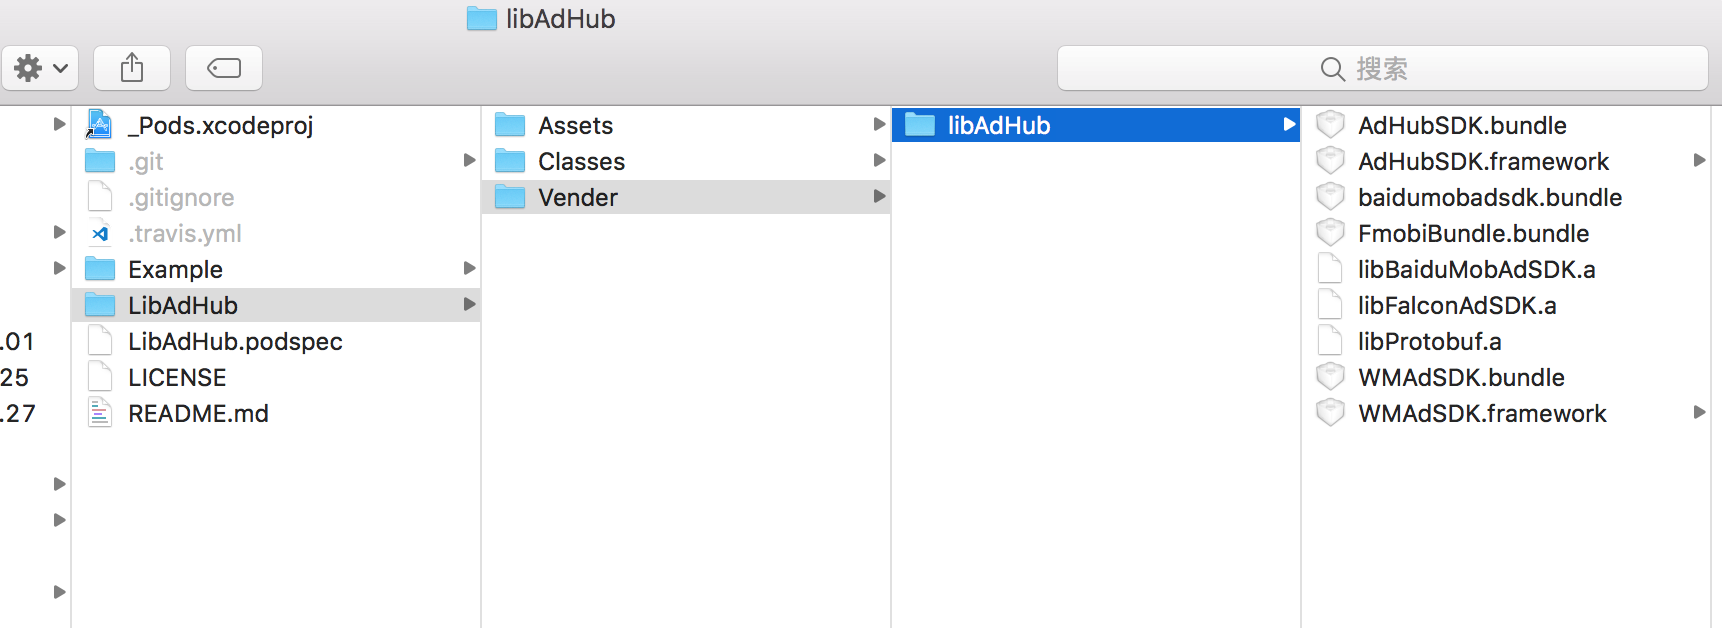 libAdHub
搜索
.01
25
.27
_Pods.xcodeproj
.git
.gitignore
.travis.yml
Example
LibAdHub
LibAdHub.podspec
LICENSE
README.md
Assets
Classes
Vender
libAdHub
AdHubSDK.bundle
AdHubSDK.framework
baidumobadsdk.bundle
FmobiBundle.bundle
libBaiduMobAdSDK.a
libFalconAdSDK.a
libProtobuf.a
WMAdSDK.bundle
WMAdSDK.framework